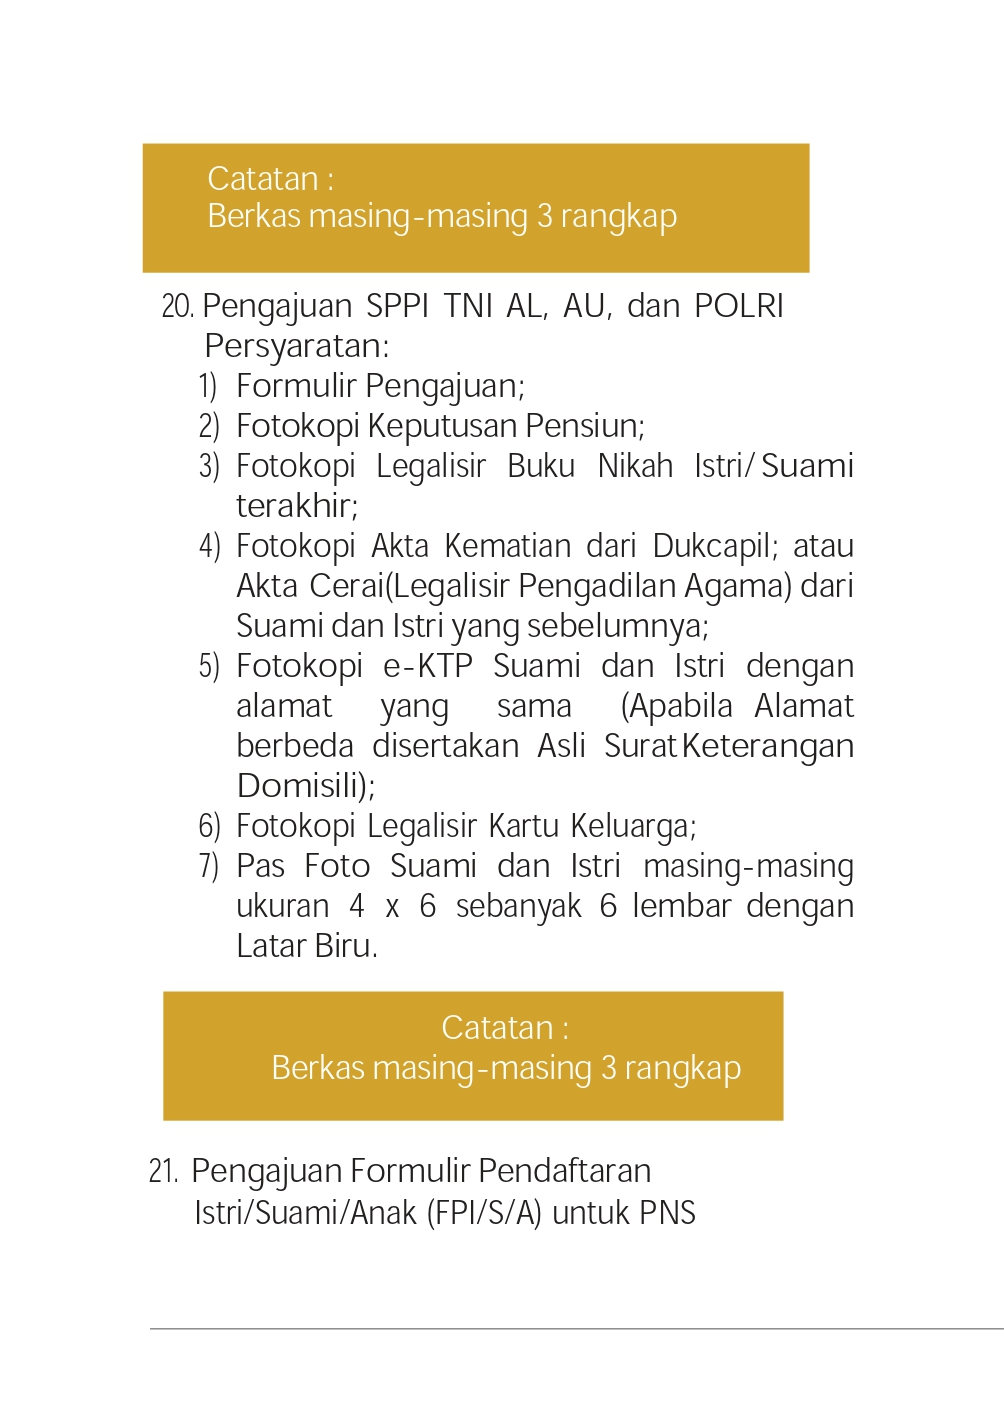 Catatan :
Berkas masing-masing 3 rangkap
20. Pengajuan SPPI TNI AL, AU, dan POLRI
Persyaratan:
1) Formulir Pengajuan;
2) Fotokopi Keputusan Pensiun;
3) Fotokopi Legalisir Buku Nikah Istri/ Suami
terakhir;
4) Fotokopi Akta Kematian dari Dukcapil; atau
Akta Cerai(Legalisir Pengadilan Agama) dari
Suami dan Istri yang sebelumnya;
5) Fotokopi e-KTP Suami dan Istri dengan
alamat yang sama (Apabila Alamat
berbeda disertakan Asli Surat Keterangan
Domisili);
6) Fotokopi Legalisir Kartu Keluarga;
7) Pas Foto Suami dan Istri masing-masing
ukuran 4 x 6 sebanyak 6 lembar dengan
Latar Biru.
Catatan :
Berkas masing-masing 3 rangkap
21. Pengajuan Formulir Pendaftaran
Istri/Suami/Anak (FPI/S/A) untuk PNS